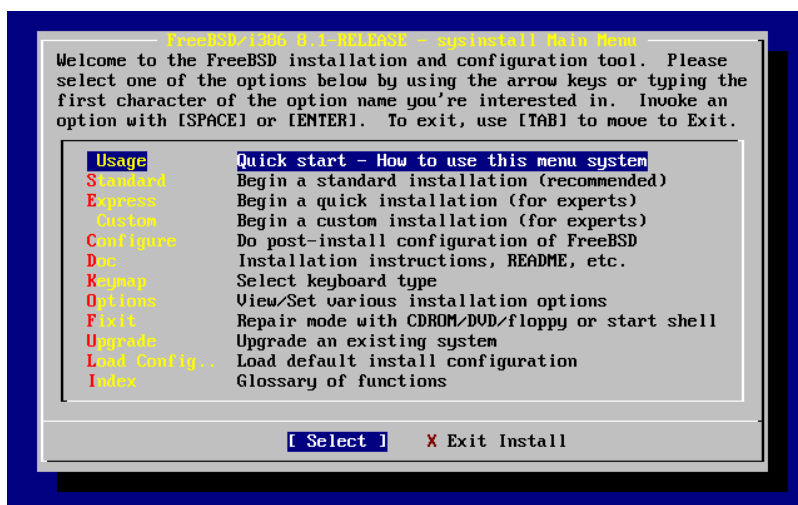 FreeBSD/i386 8.1-RELEASE - sysinstall Main Menu
Welcome to the FreeBSD installation and configuration tool.  Please
select one of the options below by using the arrow keys or typing the
first character of the option name you're interested in.  Invoke an
option with [SPACE] or [ENTER].  To exit, use [TAB] to move to Exit.
Usage Quick start - How to use this menu system
Standard Begin a standard installation (recommended)
Express Begin a quick installation (for experts)
Custom Begin a custom installation (for experts)
Configure Do post-install configuration of FreeBSD
Doc Installation instructions, README, etc.
Keymap Select keyboard type
Options View/Set various installation options
Fixit Repair mode with CDROM/DVD/floppy or start shell
Upgrade Upgrade an existing system
Load Config.. Load default install configuration
Index Glossary of functions
[ Select ] X Exit Install